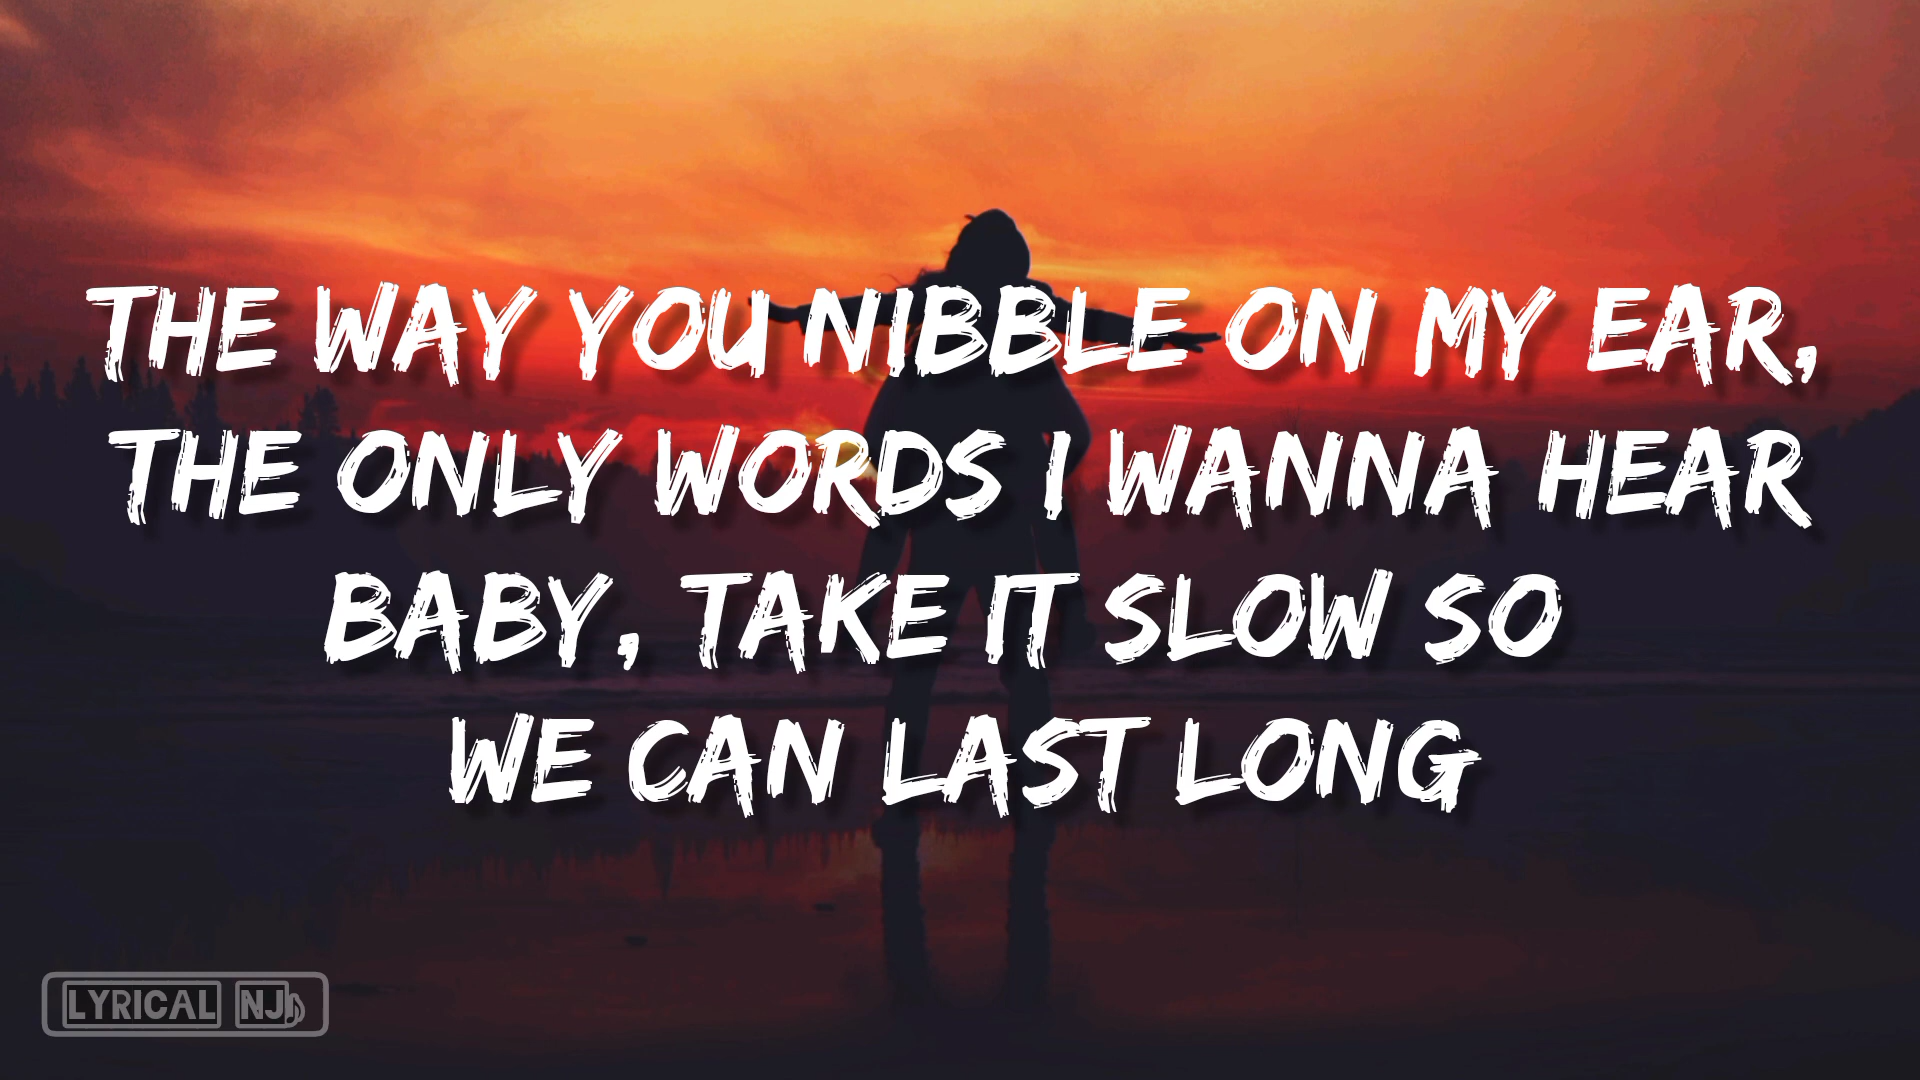 THE WAY YOU NIBBLE ON MY EAR,
THE ONLY WORDS I WANNA HEAR
BABY, TAKE IT SLOW SO
WE CAN LAST LONG
LYRICAL NJ